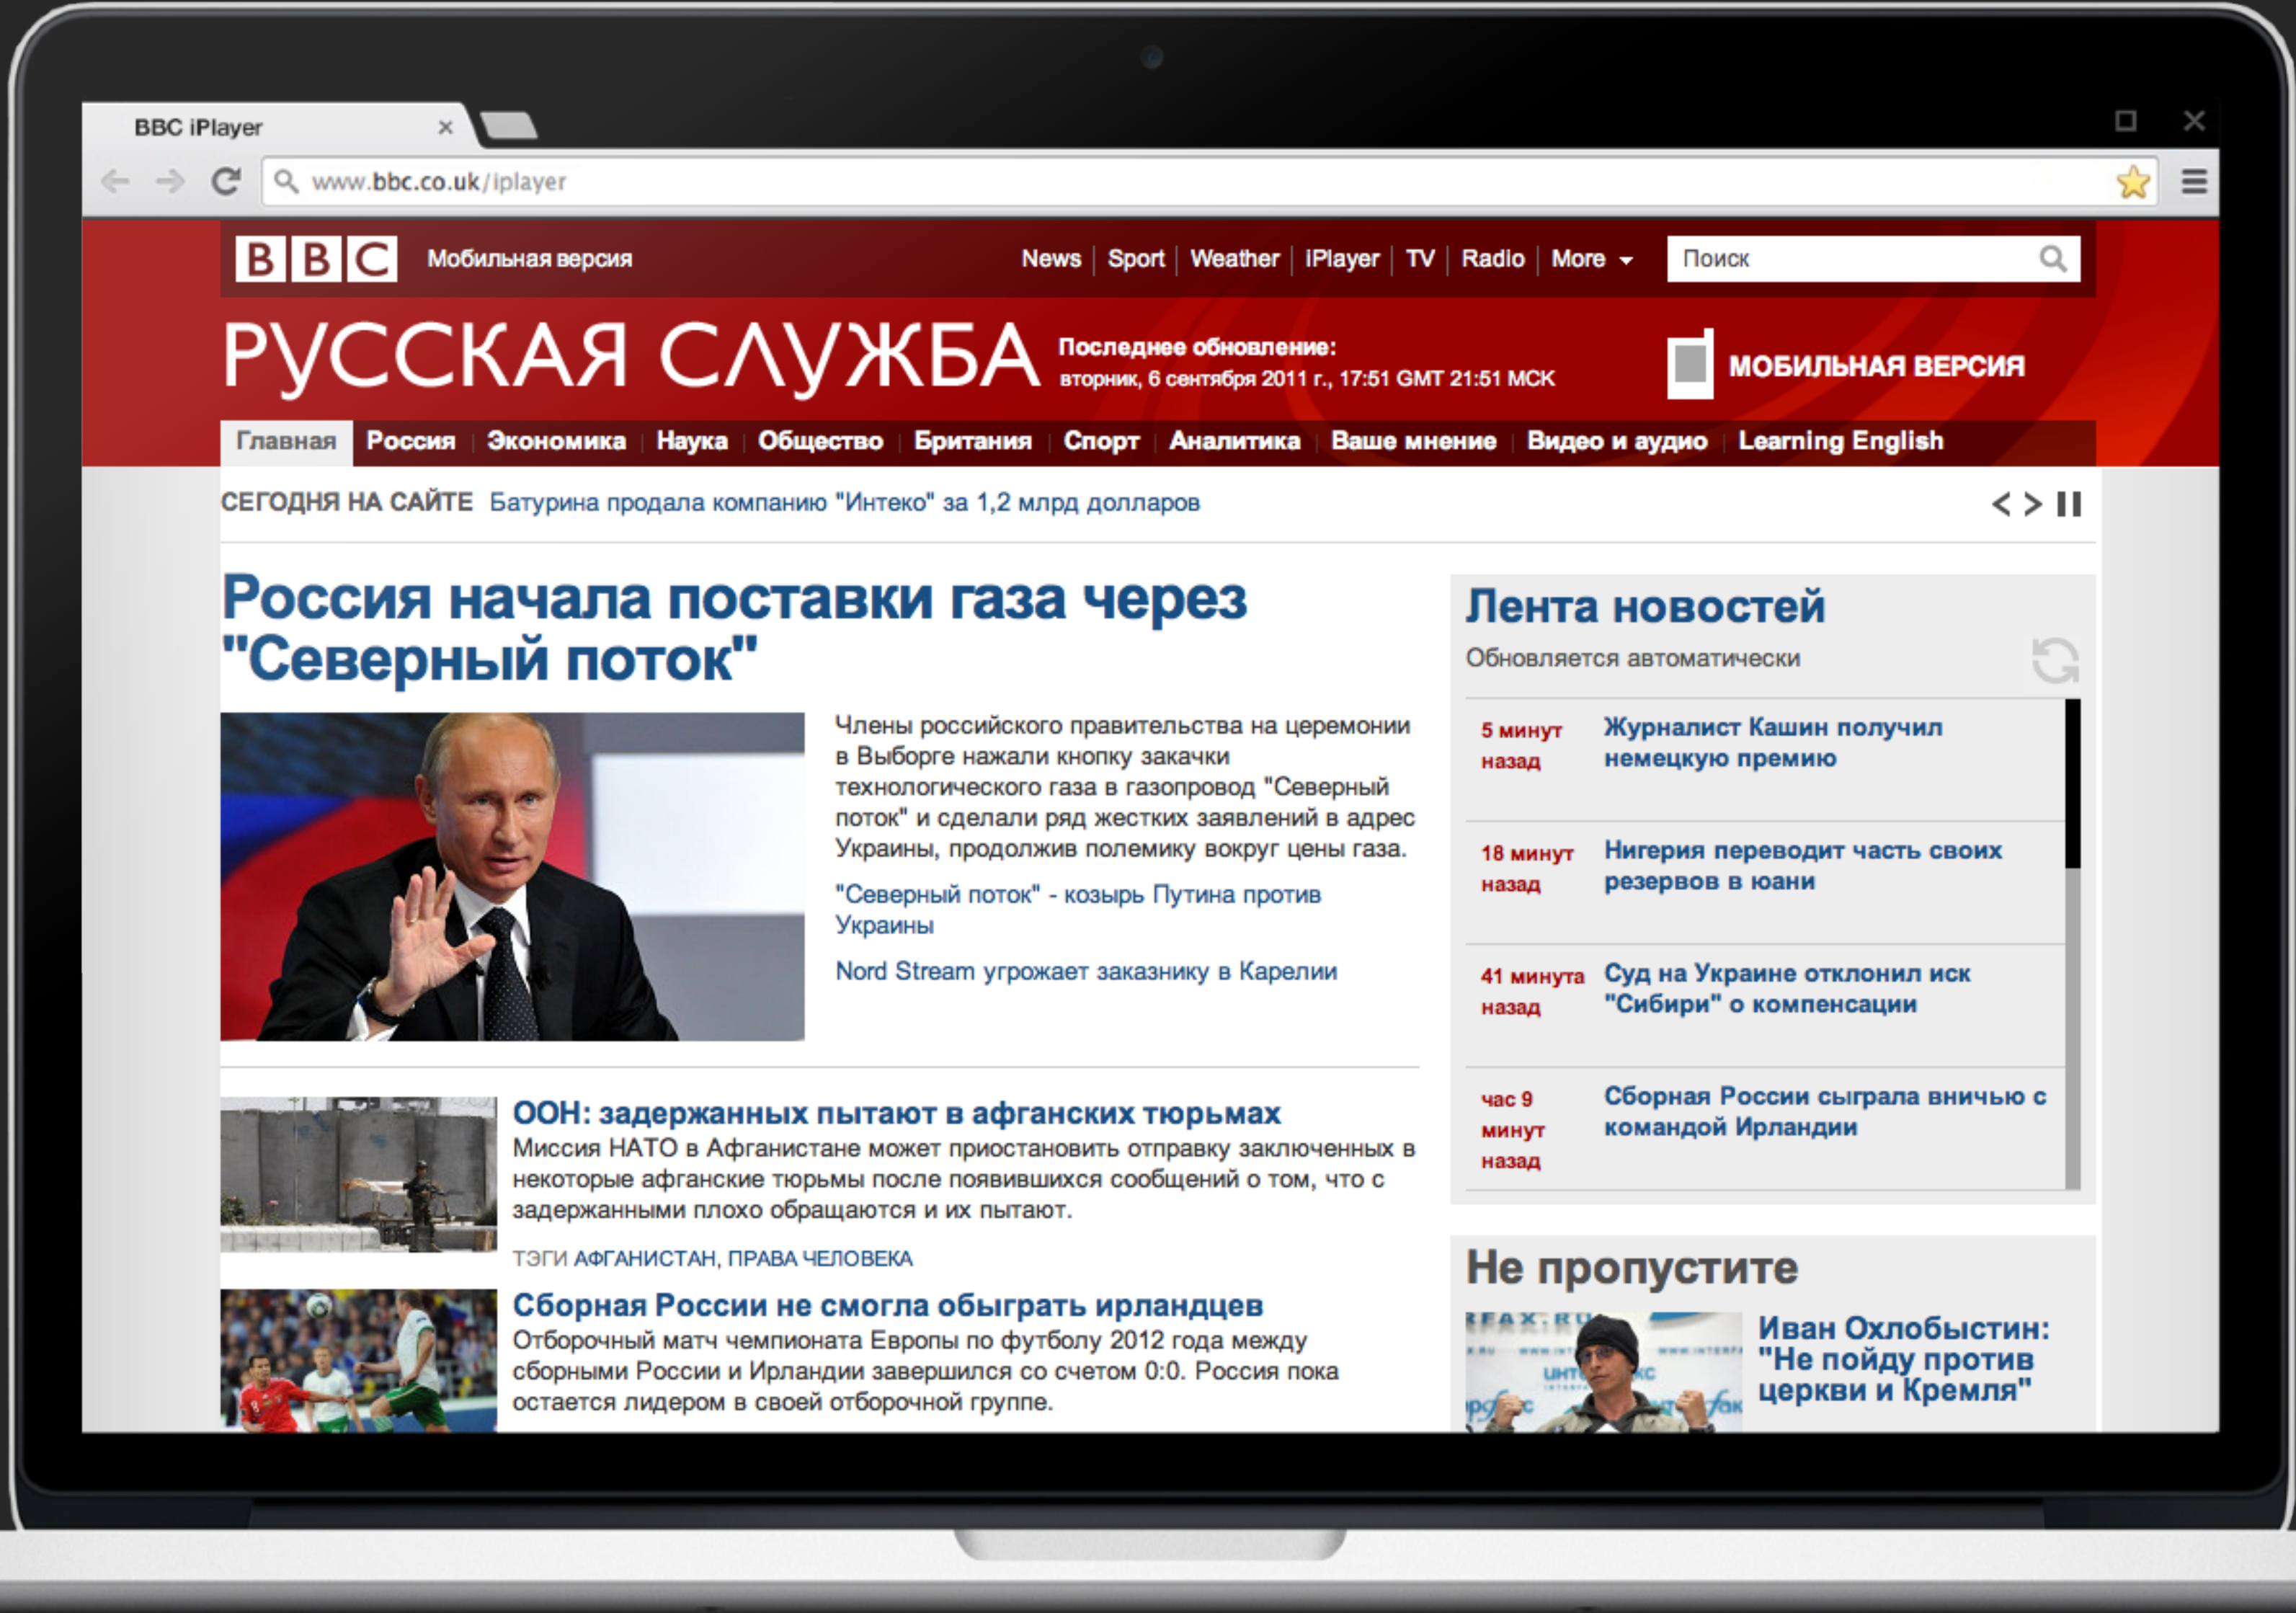 BBC iPlayer
www.bbc.co.uk/iplayer
BBC
Мобильная версия
News
Sport
Weather
iPlayer
TV
Radio
More
Поиск
РУССКАЯ СЛУЖБА
Последнее обновление:
вторник, 6 сентября 2011 г., 17:51 GMT 21:51 МСК
МОБИЛЬНАЯ ВЕРСИЯ
Главная
Россия
Экономика
Наука
Общество
Британия
Спорт
Аналитика
Ваше мнение
Видео и аудио
Learning English
СЕГОДНЯ НА САЙТЕ Батурина продала компанию "Интеко" за 1,2 млрд долларов
Россия начала поставки газа через
"Северный поток"
Члены российского правительства на церемонии
в Выборге нажали кнопку закачки
технологического газа в газопровод "Северный
поток" и сделали ряд жестких заявлений в адрес
Украины, продолжив полемику вокруг цены газа.
"Северный поток" - козырь Путина против
Украины
Nord Stream угрожает заказнику в Карелии
ООН: задержанных пытают в афганских тюрьмах
Миссия НАТО в Афганистане может приостановить отправку заключенных в
некоторые афганские тюрьмы после появившихся сообщений о том, что с
задержанными плохо обращаются и их пытают.
ТЭГИ АФГАНИСТАН, ПРАВА ЧЕЛОВЕКА
Сборная России не смогла обыграть ирландцев
Отборочный матч чемпионата Европы по футболу 2012 года между
сборными России и Ирландии завершился со счетом 0:0. Россия пока
остается лидером в своей отборочной группе.
Лента новостей
Обновляется автоматически
5 минут
назад
Журналист Кашин получил
немецкую премию
18 минут
назад
Нигерия переводит часть своих
резервов в юани
41 минута
назад
Суд на Украине отклонил иск
"Сибири" о компенсации
час 9
минут
назад
Сборная России сыграла вничью с
командой Ирландии
Не пропустите
Иван Охлобыстин:
"Не пойду против
церкви и Кремля"